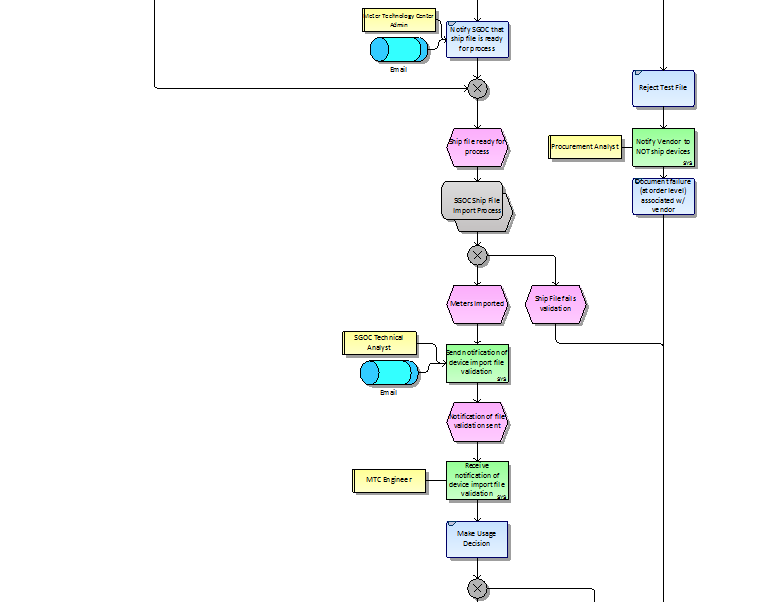 Meter Technology Center
Admin
Notify SGOC that
ship file is ready
for process
Email
Reject Test File
Ship file ready for
process
Procurement Analyst
Notify Vendor to
NOT ship devices
SYS
SGOC Ship File
Import Process
Document failure
(at order level)
associated w/
vendor
Meters Imported
Ship File fails
validation
SGOC Technical
Analyst
Send notification of
device import file
validation
SYS
Email
Notification of file
validation sent
MTC Engineer
Receive
notification of
device import file
validation
SYS
Make Usage
Decision